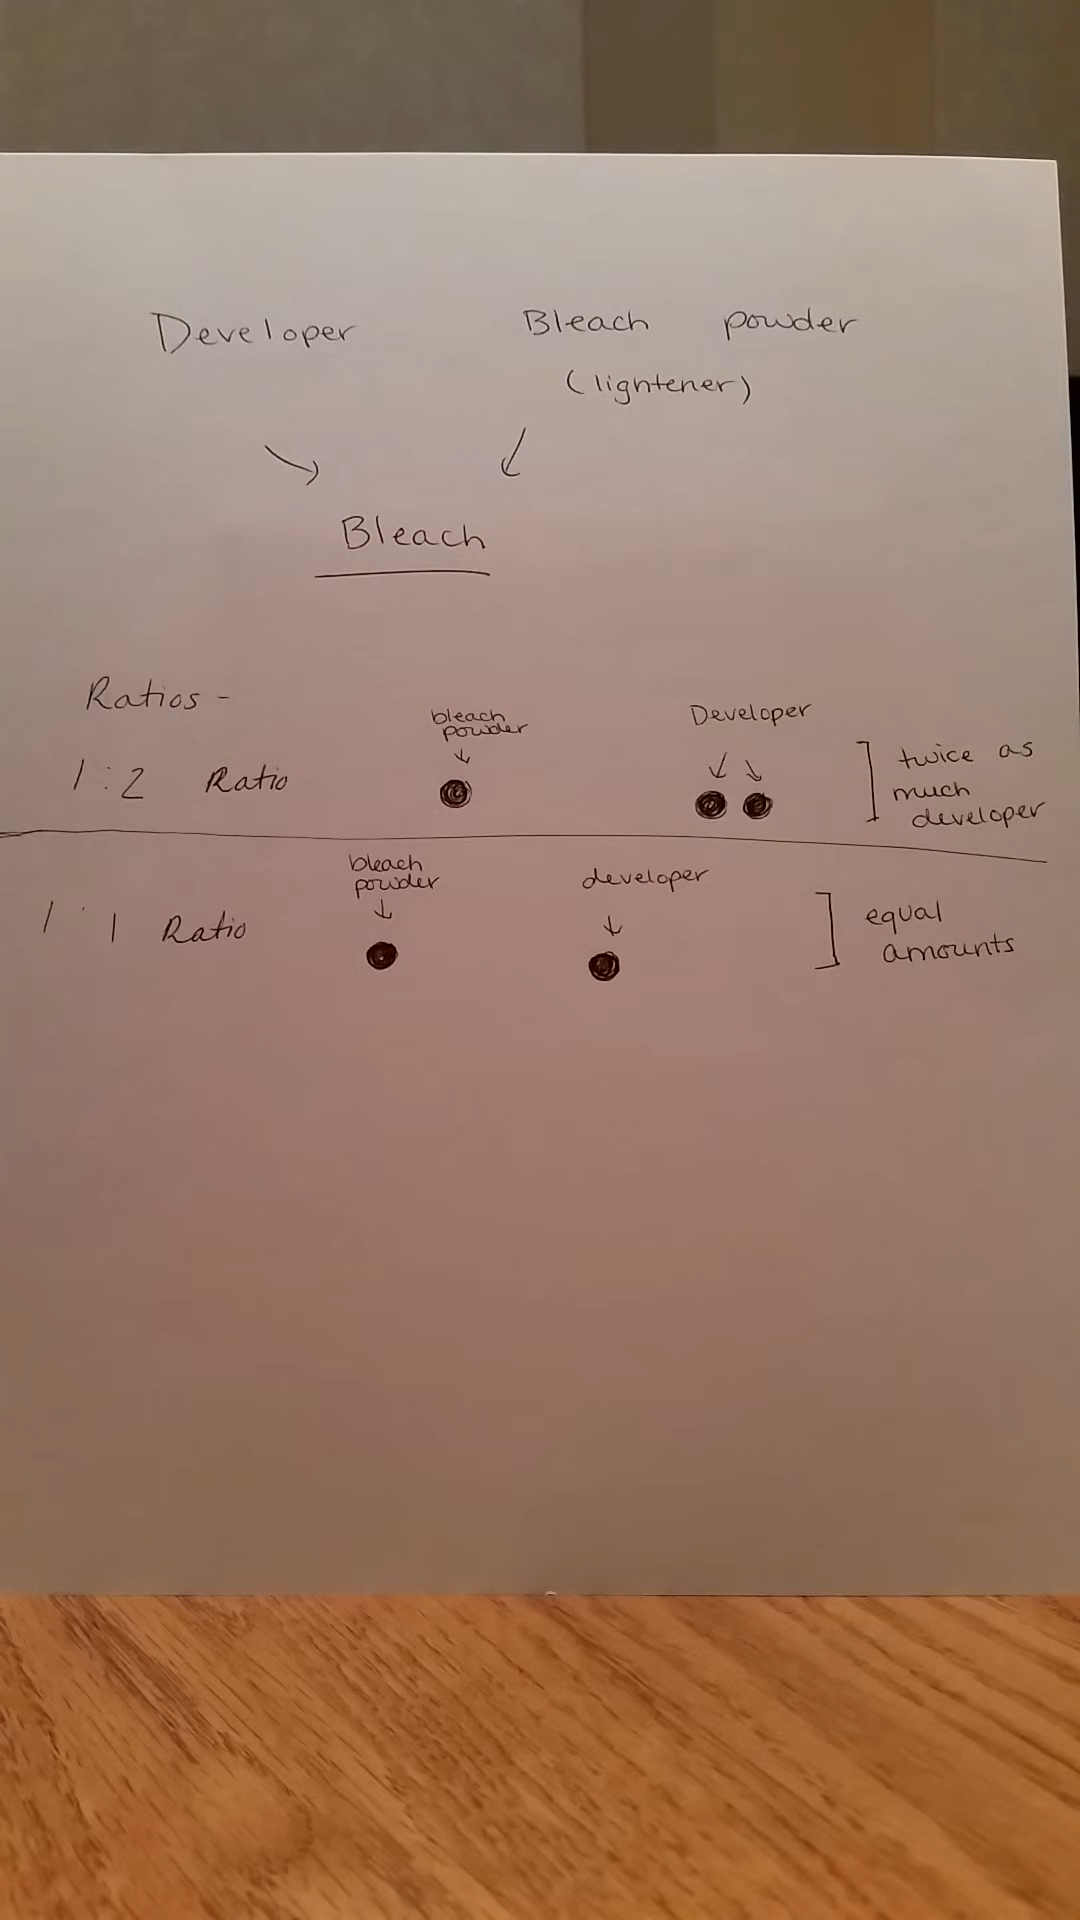 Developer
Bleach powder
(lightener)
Bleach
Ratios -
1:2 Ratio
bleach
powder
Developer
twice as
much
developer
1:1 Ratio
bleach
powder
developer
equal
amounts